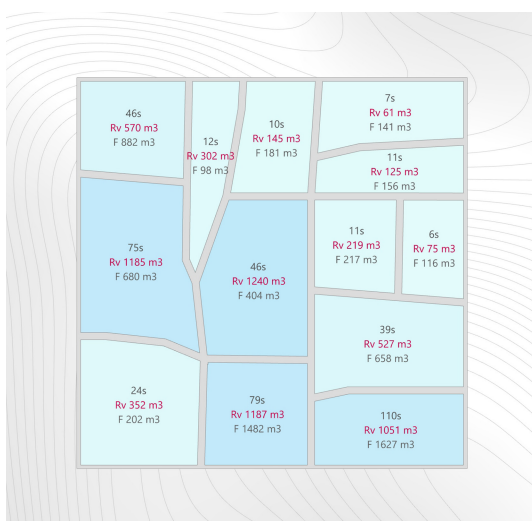 46s
Rv 570 m3
F 882 m3
12s
Rv 302 m3
F 98 m3
10s
Rv 145 m3
F 181 m3
7s
Rv 61 m3
F 141 m3
11s
Rv 125 m3
F 156 m3
75s
Rv 1185 m3
F 680 m3
46s
Rv 1240 m3
F 404 m3
11s
Rv 219 m3
F 217 m3
6s
Rv 75 m3
F 116 m3
39s
Rv 527 m3
F 658 m3
24s
Rv 352 m3
F 202 m3
79s
Rv 1187 m3
F 1482 m3
110s
Rv 1051 m3
F 1627 m3